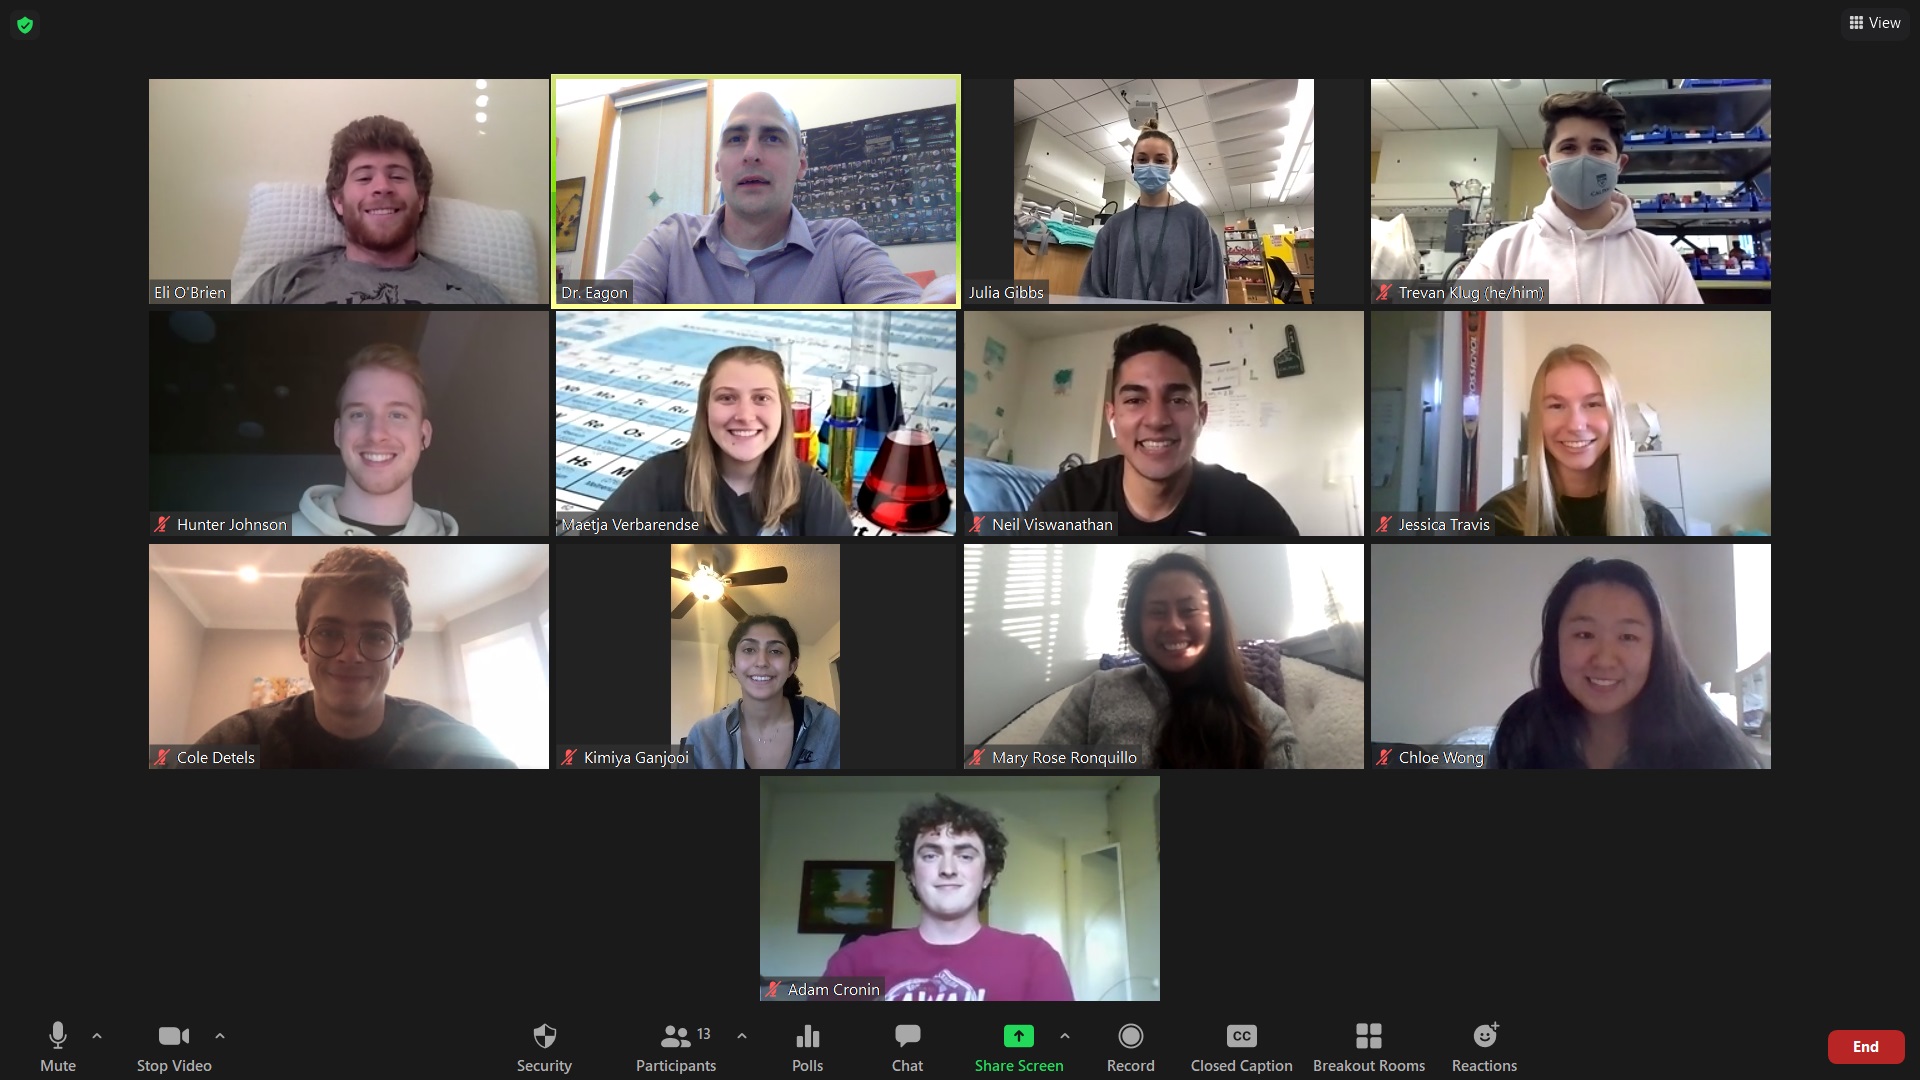 View
Eli O'Brien
Dr. Eagon
Julia Gibbs
Trevan Klug (he/him)
Hunter Johnson
Maetja Verbarendse
Neil Viswanathan
Jessica Travis
Cole Detels
Kimiya Ganjooi
Mary Rose Ronquillo
Chloe Wong
Adam Cronin
Mute
Stop Video
Security
Participants 13
Polls
Chat
Share Screen
Record
CC
Closed Caption
Breakout Rooms
Reactions
End